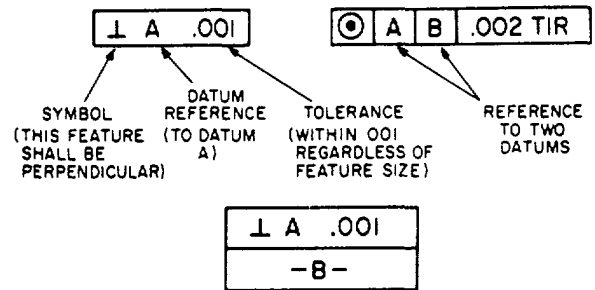 ⊥ A .001
◉ A B .002 TIR
SYMBOL
(THIS FEATURE
SHALL BE
PERPENDICULAR)
DATUM
REFERENCE
(TO DATUM
A)
TOLERANCE
(WITHIN 001
REGARDLESS OF
FEATURE SIZE)
REFERENCE
TO TWO
DATUMS
⊥ A .001
-B-